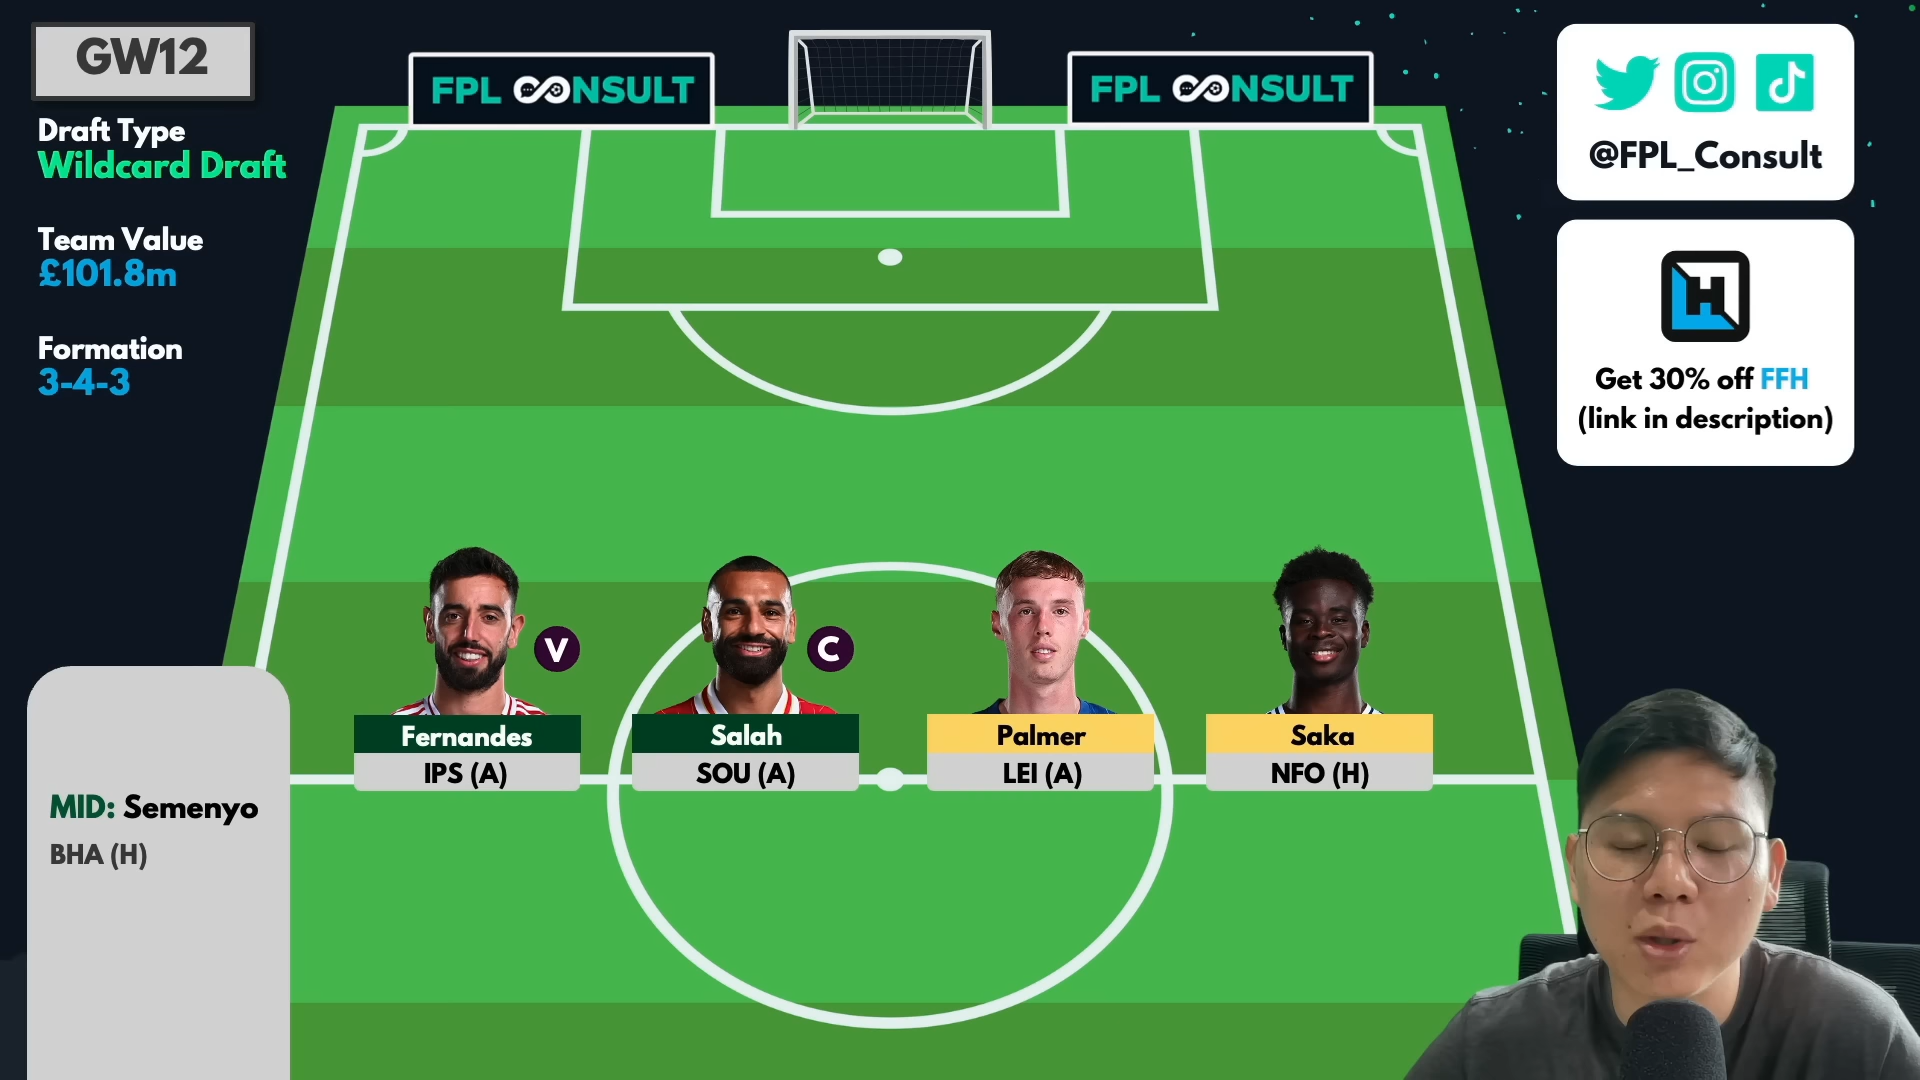 GW12
Draft Type
Wildcard Draft
Team Value
£101.8m
Formation
3-4-3
FPL CONSULT
FPL CONSULT
@FPL_Consult
Get 30% off FFH
(link in description)
V
C
Fernandes
IPS (A)
Salah
SOU (A)
Palmer
LEI (A)
Saka
NFO (H)
MID: Semenyo
BHA (H)